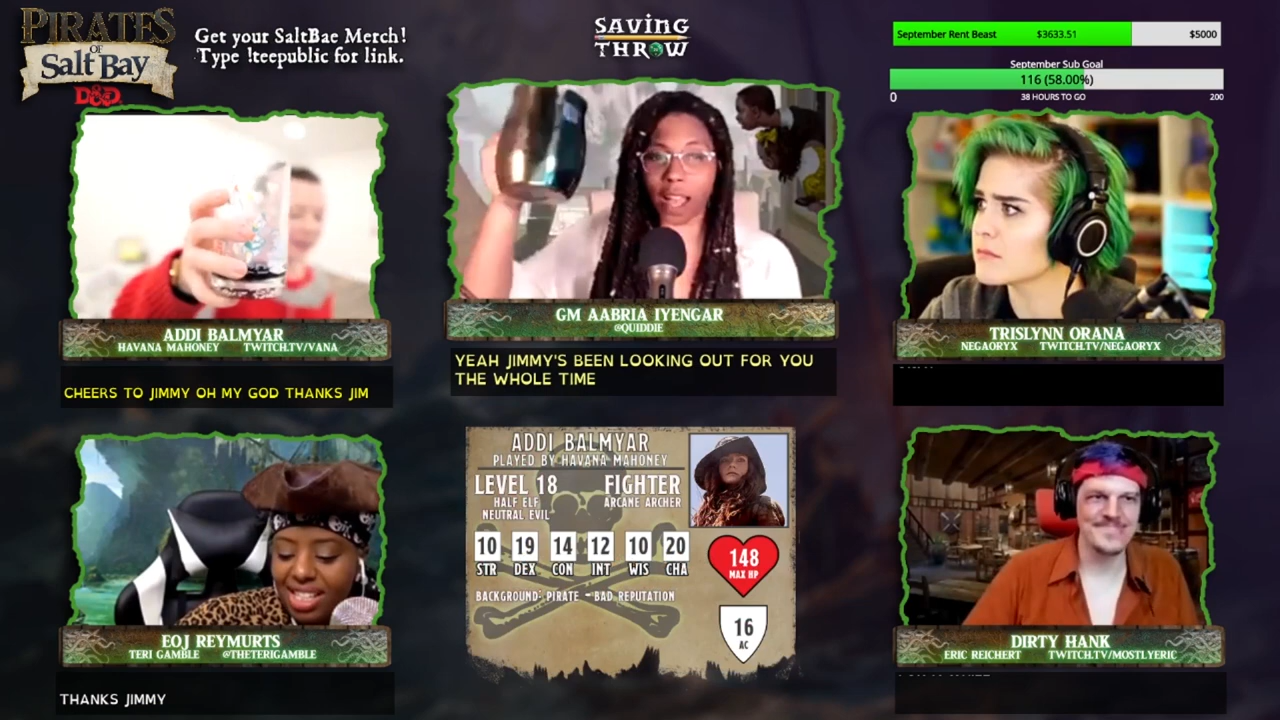 PIRATES
OF
Salt Bay
D&D
Get your SaltBae Merch!
Type !teepublic for link.
SAVING
THROW
September Rent Beast $3633.51 $5000
September Sub Goal
116 (58.00%)
0 38 HOURS TO GO 200
ADDI BALMYAR
HAVANA MAHONEY TWITCH.TV/VANA
CHEERS TO JIMMY OH MY GOD THANKS JIM
GM AABRIA IYENGAR
@QUIDDIE
YEAH JIMMY'S BEEN LOOKING OUT FOR YOU
THE WHOLE TIME
TRISLYNN ORANA
NEGAORYX TWITCH.TV/NEGAORYX
EOJ REYMURTS
TERI GAMBLE @THETERIGAMBLE
THANKS JIMMY
ADDI BALMYAR
PLAYED BY HAVANA MAHONEY
LEVEL 18 FIGHTER
HALF ELF ARCANE ARCHER
NEUTRAL EVIL
10 19 14 12 10 20
STR DEX CON INT WIS CHA
148
MAX HP
BACKGROUND: PIRATE - BAD REPUTATION
16
AC
DIRTY HANK
ERIC REICHERT TWITCH.TV/MOSTLYERIC